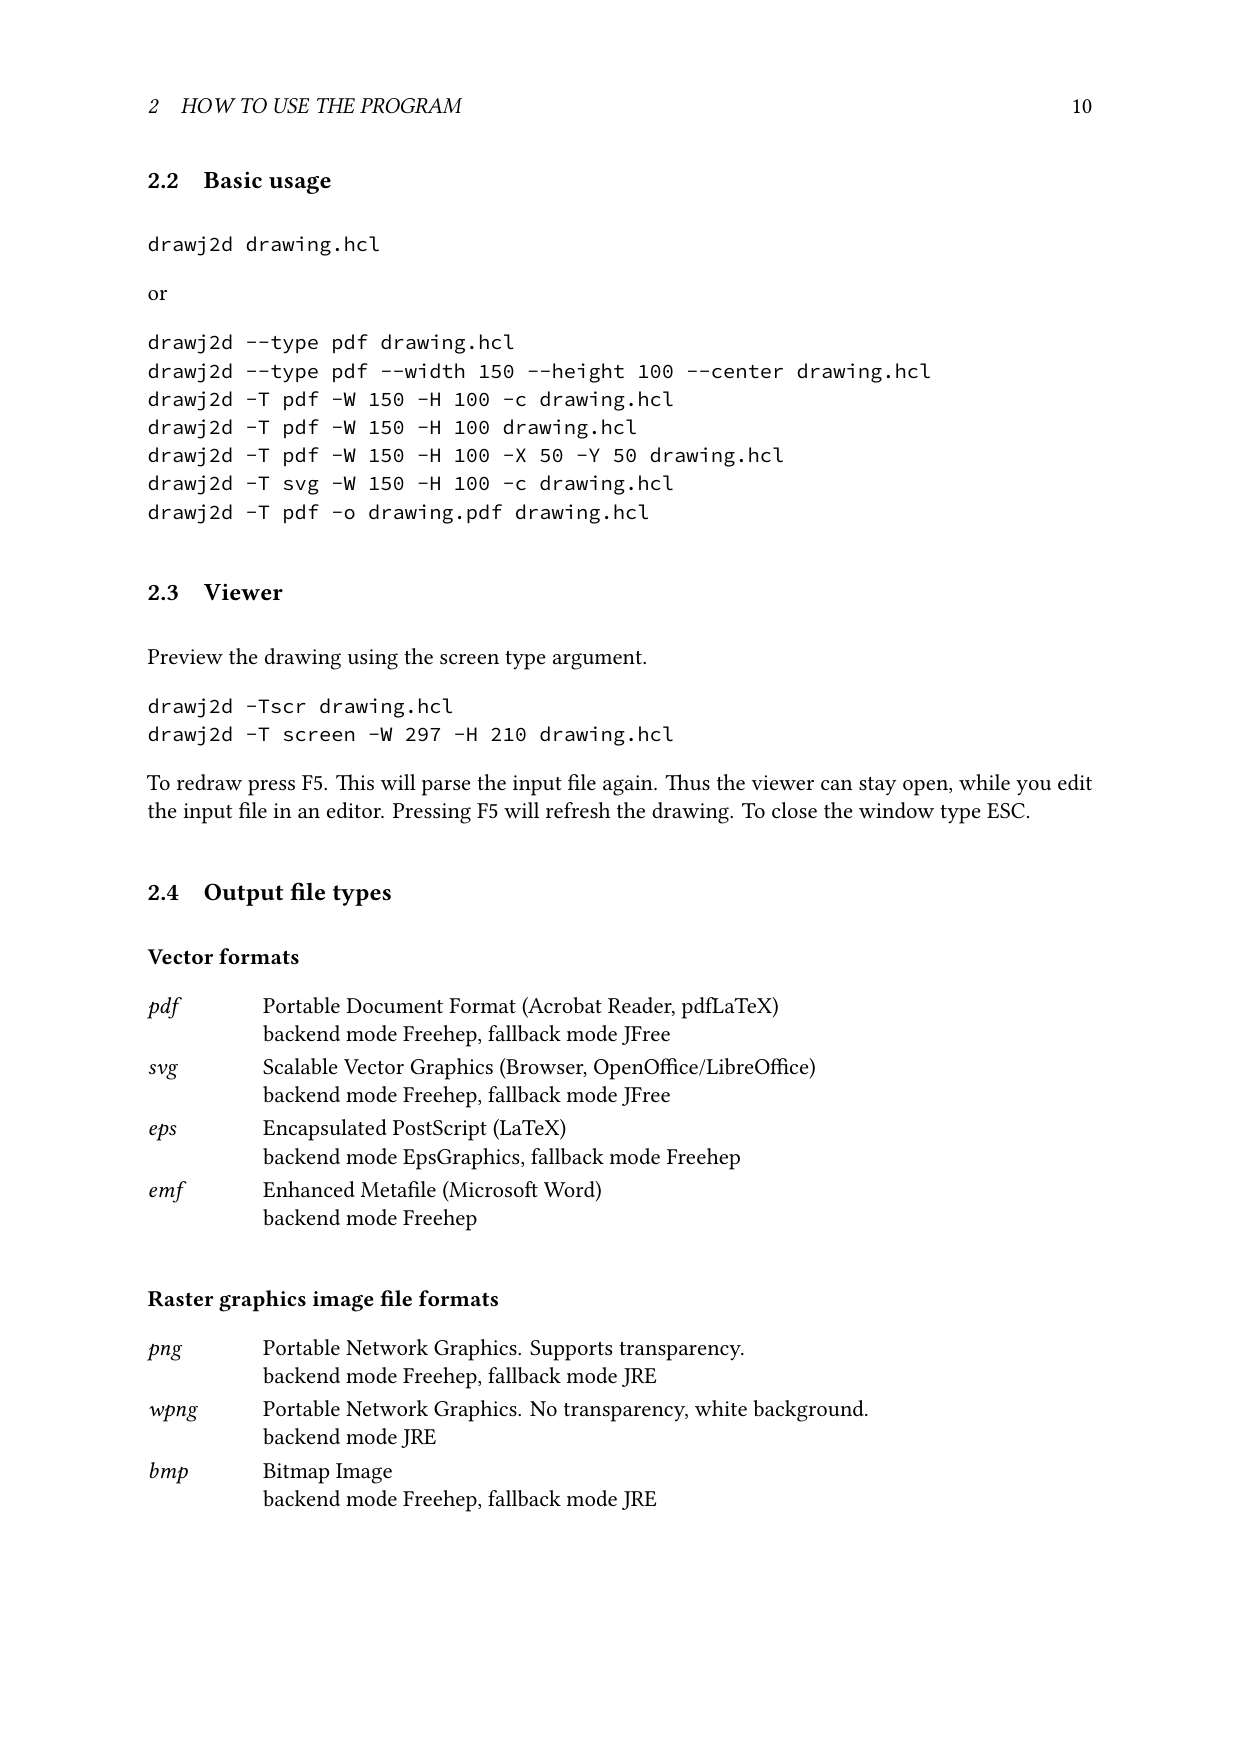 2 HOW TO USE THE PROGRAM 10
2.2 Basic usage
drawj2d drawing.hcl
or
drawj2d --type pdf drawing.hcl
drawj2d --type pdf --width 150 --height 100 --center drawing.hcl
drawj2d -T pdf -W 150 -H 100 -c drawing.hcl
drawj2d -T pdf -W 150 -H 100 drawing.hcl
drawj2d -T pdf -W 150 -H 100 -X 50 -Y 50 drawing.hcl
drawj2d -T svg -W 150 -H 100 -c drawing.hcl
drawj2d -T pdf -o drawing.pdf drawing.hcl
2.3 Viewer
Preview the drawing using the screen type argument.
drawj2d -Tscr drawing.hcl
drawj2d -T screen -W 297 -H 210 drawing.hcl
To redraw press F5. This will parse the input file again. Thus the viewer can stay open, while you edit
the input file in an editor. Pressing F5 will refresh the drawing. To close the window type ESC.
2.4 Output file types
Vector formats
pdf Portable Document Format (Acrobat Reader, pdfLaTeX)
backend mode Freehep, fallback mode JFree
svg Scalable Vector Graphics (Browser, OpenOffice/LibreOffice)
backend mode Freehep, fallback mode JFree
eps Encapsulated PostScript (LaTeX)
backend mode EpsGraphics, fallback mode Freehep
emf Enhanced Metafile (Microsoft Word)
backend mode Freehep
Raster graphics image file formats
png Portable Network Graphics. Supports transparency.
backend mode Freehep, fallback mode JRE
wpng Portable Network Graphics. No transparency, white background.
backend mode JRE
bmp Bitmap Image
backend mode Freehep, fallback mode JRE